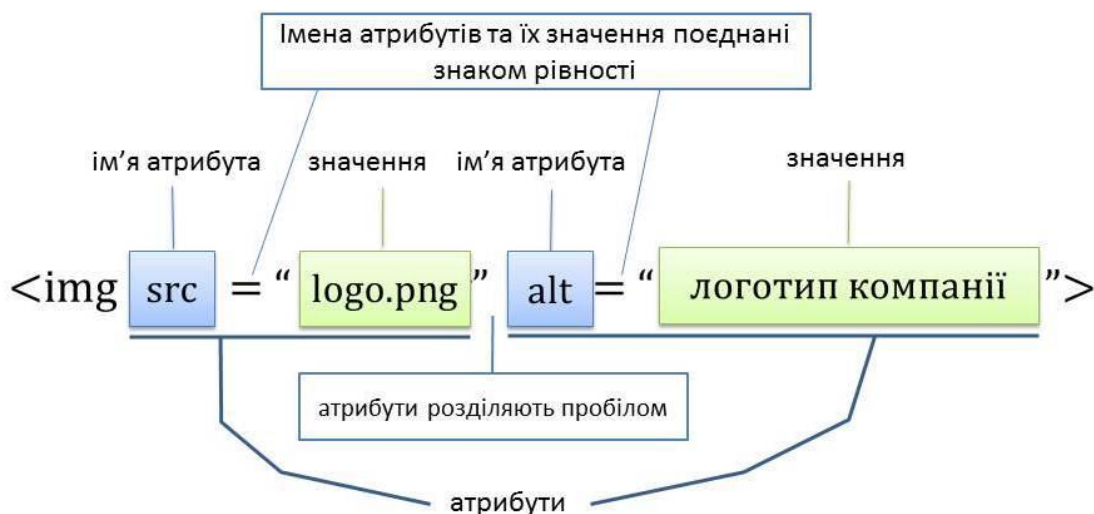 Імена атрибутів та їх значення поєднані
знаком рівності
ім’я атрибута значення ім’я атрибута значення
<img src = “ logo.png ” alt = “ логотип компанії ”>
атрибути розділяють пробілом
атрибути